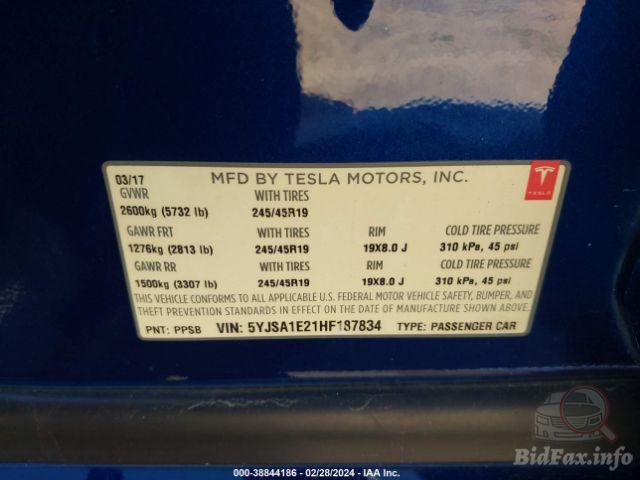 03/17 MFD BY TESLA MOTORS, INC.
GVWR WITH TIRES
2600kg (5732 lb) 245/45R19
GAWR FRT WITH TIRES RIM COLD TIRE PRESSURE
1276kg (2813 lb) 245/45R19 19X8.0 J 310 kPa, 45 psi
GAWR RR WITH TIRES RIM COLD TIRE PRESSURE
1500kg (3307 lb) 245/45R19 19X8.0 J 310 kPa, 45 psi
THIS VEHICLE CONFORMS TO ALL APPLICABLE U.S. FEDERAL MOTOR VEHICLE SAFETY, BUMPER, AND
THEFT PREVENTION STANDARDS IN EFFECT ON THE DATE OF MANUFACTURE SHOWN ABOVE.
PNT: PPSB VIN: 5YJSA1E21HF187834 TYPE: PASSENGER CAR
TESLA
BidFax.info
000-38844186 - 02/28/2024 - IAA Inc.